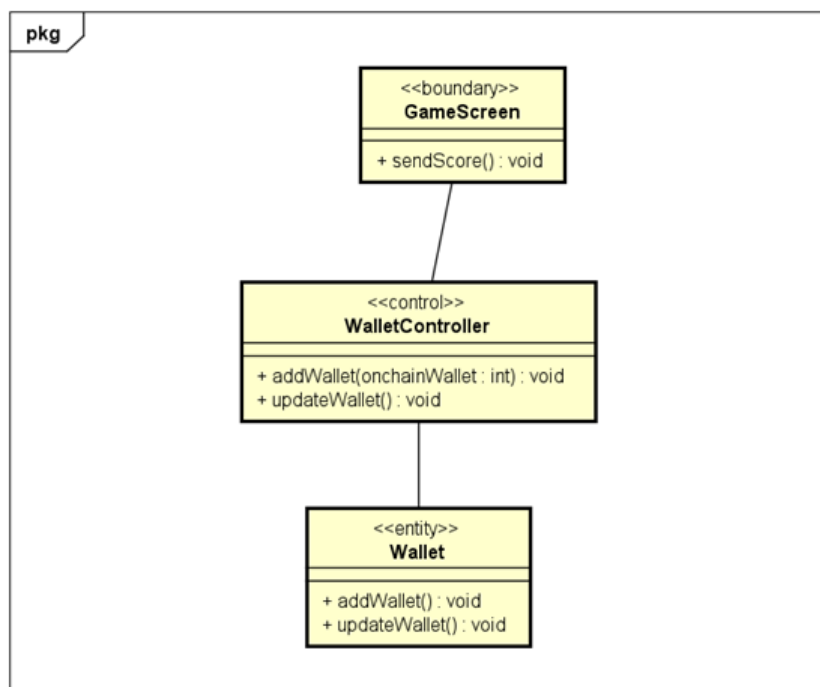 pkg
<<boundary>>
GameScreen
+ sendScore() : void
<<control>>
WalletController
+ addWallet(onchainWallet : int) : void
+ updateWallet() : void
<<entity>>
Wallet
+ addWallet() : void
+ updateWallet() : void